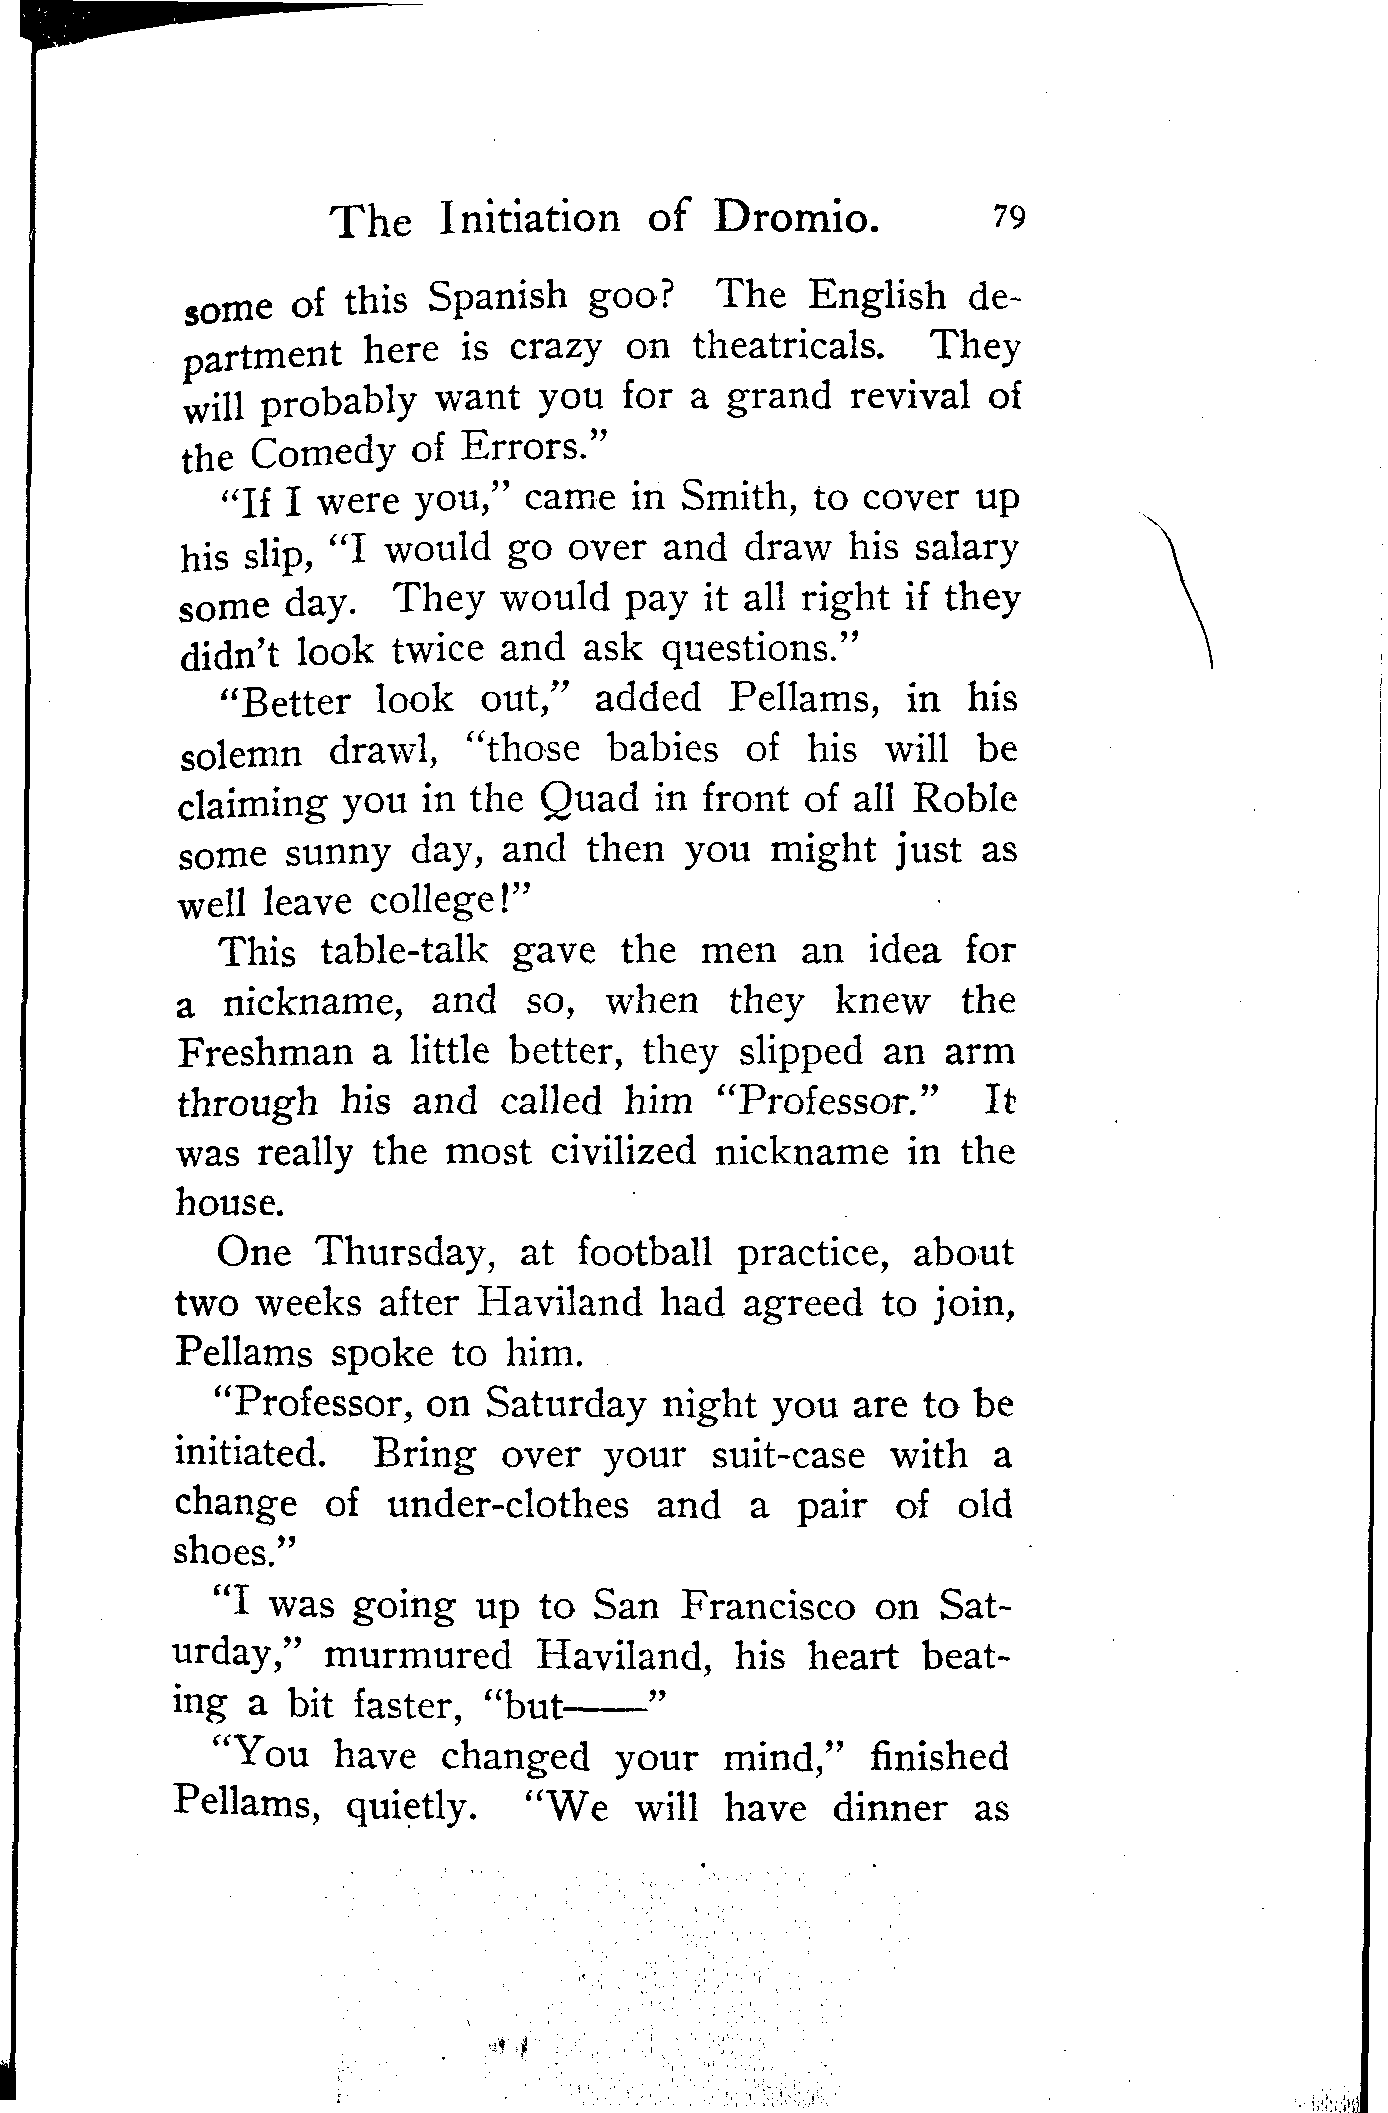 The Initiation of Dromio. 79
some of this Spanish goo? The English de-
partment here is crazy on theatricals. They
will probably want you for a grand revival of
the Comedy of Errors.”
“If I were you,” came in Smith, to cover up
his slip, “I would go over and draw his salary
some day. They would pay it all right if they
didn’t look twice and ask questions.”
“Better look out,” added Pellams, in his
solemn drawl, “those babies of his will be
claiming you in the Quad in front of all Roble
some sunny day, and then you might just as
well leave college!”
This table-talk gave the men an idea for
a nickname, and so, when they knew the
Freshman a little better, they slipped an arm
through his and called him “Professor.” It
was really the most civilized nickname in the
house.
One Thursday, at football practice, about
two weeks after Haviland had agreed to join,
Pellams spoke to him.
“Professor, on Saturday night you are to be
initiated. Bring over your suit-case with a
change of under-clothes and a pair of old
shoes.”
“I was going up to San Francisco on Sat-
urday,” murmured Haviland, his heart beat-
ing a bit faster, “but——”
“You have changed your mind,” finished
Pellams, quietly. “We will have dinner as